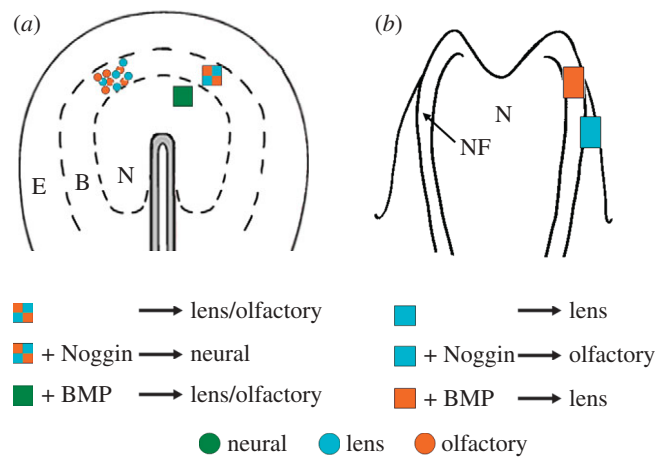 (a)
E
B
N
(b)
N
NF
lens/olfactory
+ Noggin neural
+ BMP lens/olfactory
lens
+ Noggin olfactory
+ BMP lens
neural lens olfactory